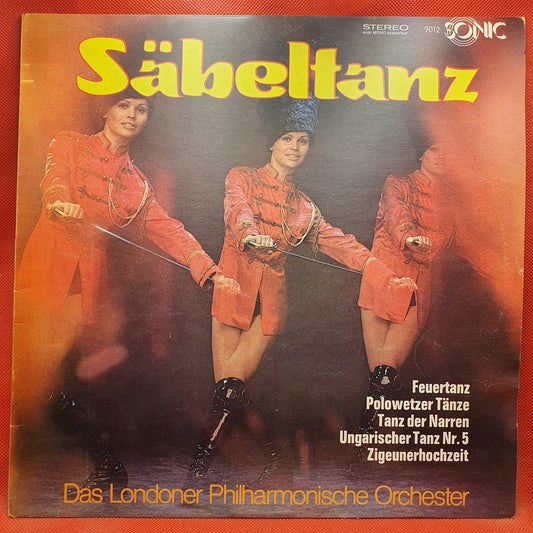 STEREO
auch MONO abspielbar
9012
SONIC
Säbeltanz
Feuertanz
Polowetzer Tänze
Tanz der Narren
Ungarischer Tanz Nr. 5
Zigeunerhochzeit
Das Londoner Philharmonische Orchester